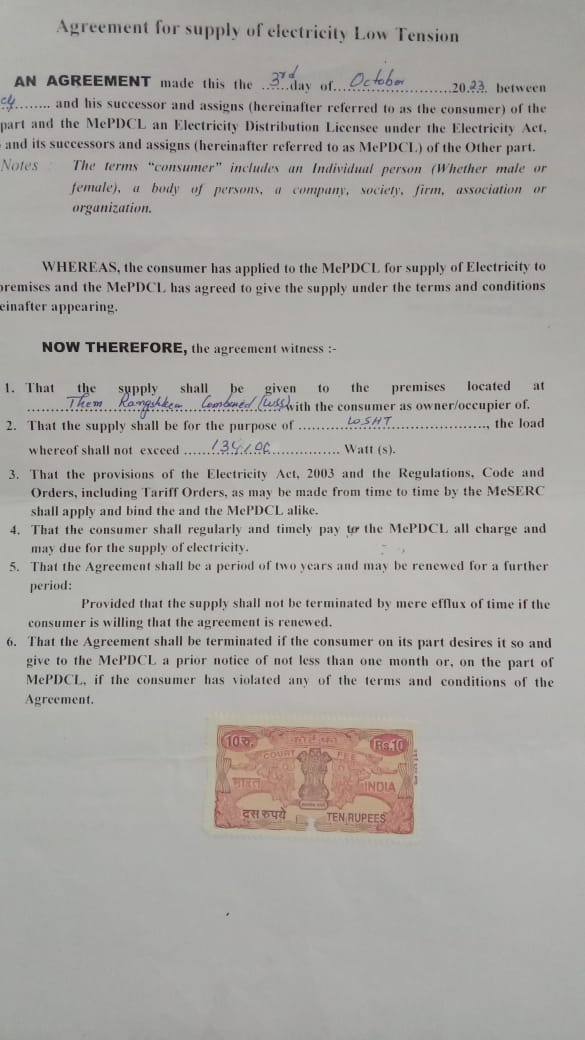 Agreement for supply of electricity Low Tension
AN AGREEMENT made this the ..3rd..day of....October............20.23. between
cy........ and his successor and assigns (hereinafter referred to as the consumer) of the
part and the MePDCL an Electricity Distribution Licensee under the Electricity Act,
and its successors and assigns (hereinafter referred to as MePDCL) of the Other part.
Notes : The terms "consumer" includes an Individual person (Whether male or
female), a body of persons, a company, society, firm, association or
organization.
WHEREAS, the consumer has applied to the MePDCL for supply of Electricity to
premises and the MePDCL has agreed to give the supply under the terms and conditions
einafter appearing.
NOW THEREFORE, the agreement witness :-
1. That the supply shall be given to the premises located at
Them Rangshken Combined (WSS) with the consumer as owner/occupier of.
2. That the supply shall be for the purpose of ........... ..................., the load
whereof shall not exceed ...................... Watt (s).
3. That the provisions of the Electricity Act, 2003 and the Regulations, Code and
Orders, including Tariff Orders, as may be made from time to time by the MeSERC
shall apply and bind the and the MePDCL alike.
4. That the consumer shall regularly and timely pay to the MePDCL all charge and
may due for the supply of electricity.
5. That the Agreement shall be a period of two years and may be renewed for a further
period:
Provided that the supply shall not be terminated by mere efflux of time if the
consumer is willing that the agreement is renewed.
6. That the Agreement shall be terminated if the consumer on its part desires it so and
give to the MePDCL a prior notice of not less than one month or, on the part of
MePDCL, if the consumer has violated any of the terms and conditions of the
Agreement.
10 रु. कोर्ट फी Rs.10
COURT FEE
भारत INDIA
दस रुपये TEN RUPEES